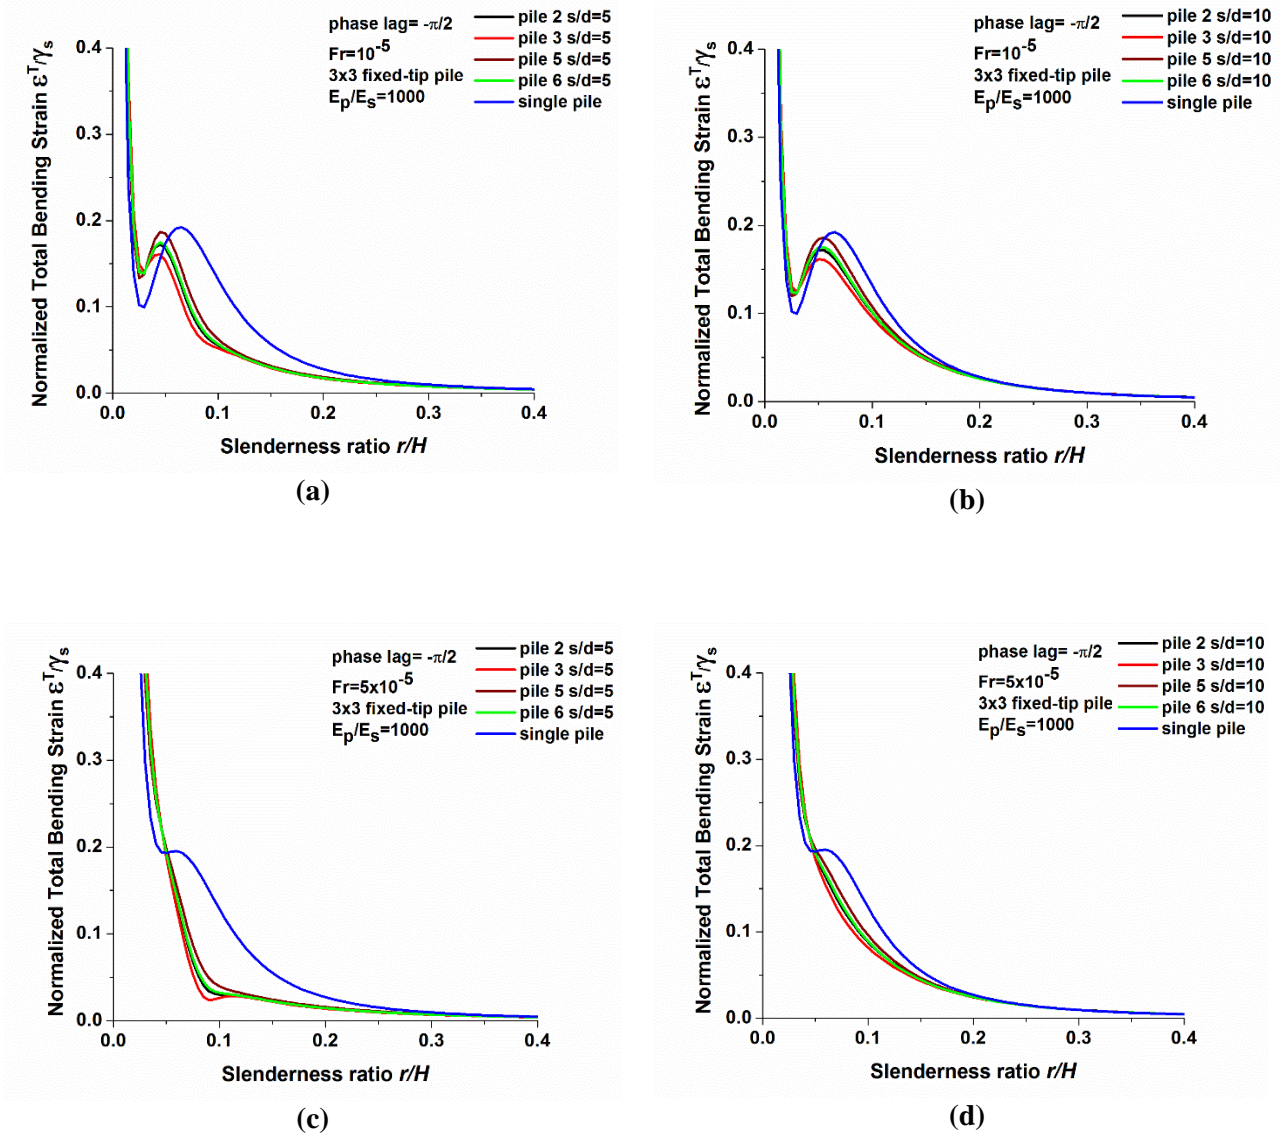 phase lag= -π/2
Fr=10⁻⁵
3x3 fixed-tip pile
Eₚ/Eₛ=1000
pile 2 s/d=5
pile 3 s/d=5
pile 5 s/d=5
pile 6 s/d=5
single pile
Normalized Total Bending Strain εᵀ/γₛ
0.4
0.3
0.2
0.1
0.0
0.0 0.1 0.2 0.3 0.4
Slenderness ratio r/H
(a)
phase lag= -π/2
Fr=10⁻⁵
3x3 fixed-tip pile
Eₚ/Eₛ=1000
pile 2 s/d=10
pile 3 s/d=10
pile 5 s/d=10
pile 6 s/d=10
single pile
Normalized Total Bending Strain εᵀ/γₛ
0.4
0.3
0.2
0.1
0.0
0.0 0.1 0.2 0.3 0.4
Slenderness ratio r/H
(b)
phase lag= -π/2
Fr=5x10⁻⁵
3x3 fixed-tip pile
Eₚ/Eₛ=1000
pile 2 s/d=5
pile 3 s/d=5
pile 5 s/d=5
pile 6 s/d=5
single pile
Normalized Total Bending Strain εᵀ/γₛ
0.4
0.3
0.2
0.1
0.0
0.0 0.1 0.2 0.3 0.4
Slenderness ratio r/H
(c)
phase lag= -π/2
Fr=5x10⁻⁵
3x3 fixed-tip pile
Eₚ/Eₛ=1000
pile 2 s/d=10
pile 3 s/d=10
pile 5 s/d=10
pile 6 s/d=10
single pile
Normalized Total Bending Strain εᵀ/γₛ
0.4
0.3
0.2
0.1
0.0
0.0 0.1 0.2 0.3 0.4
Slenderness ratio r/H
(d)